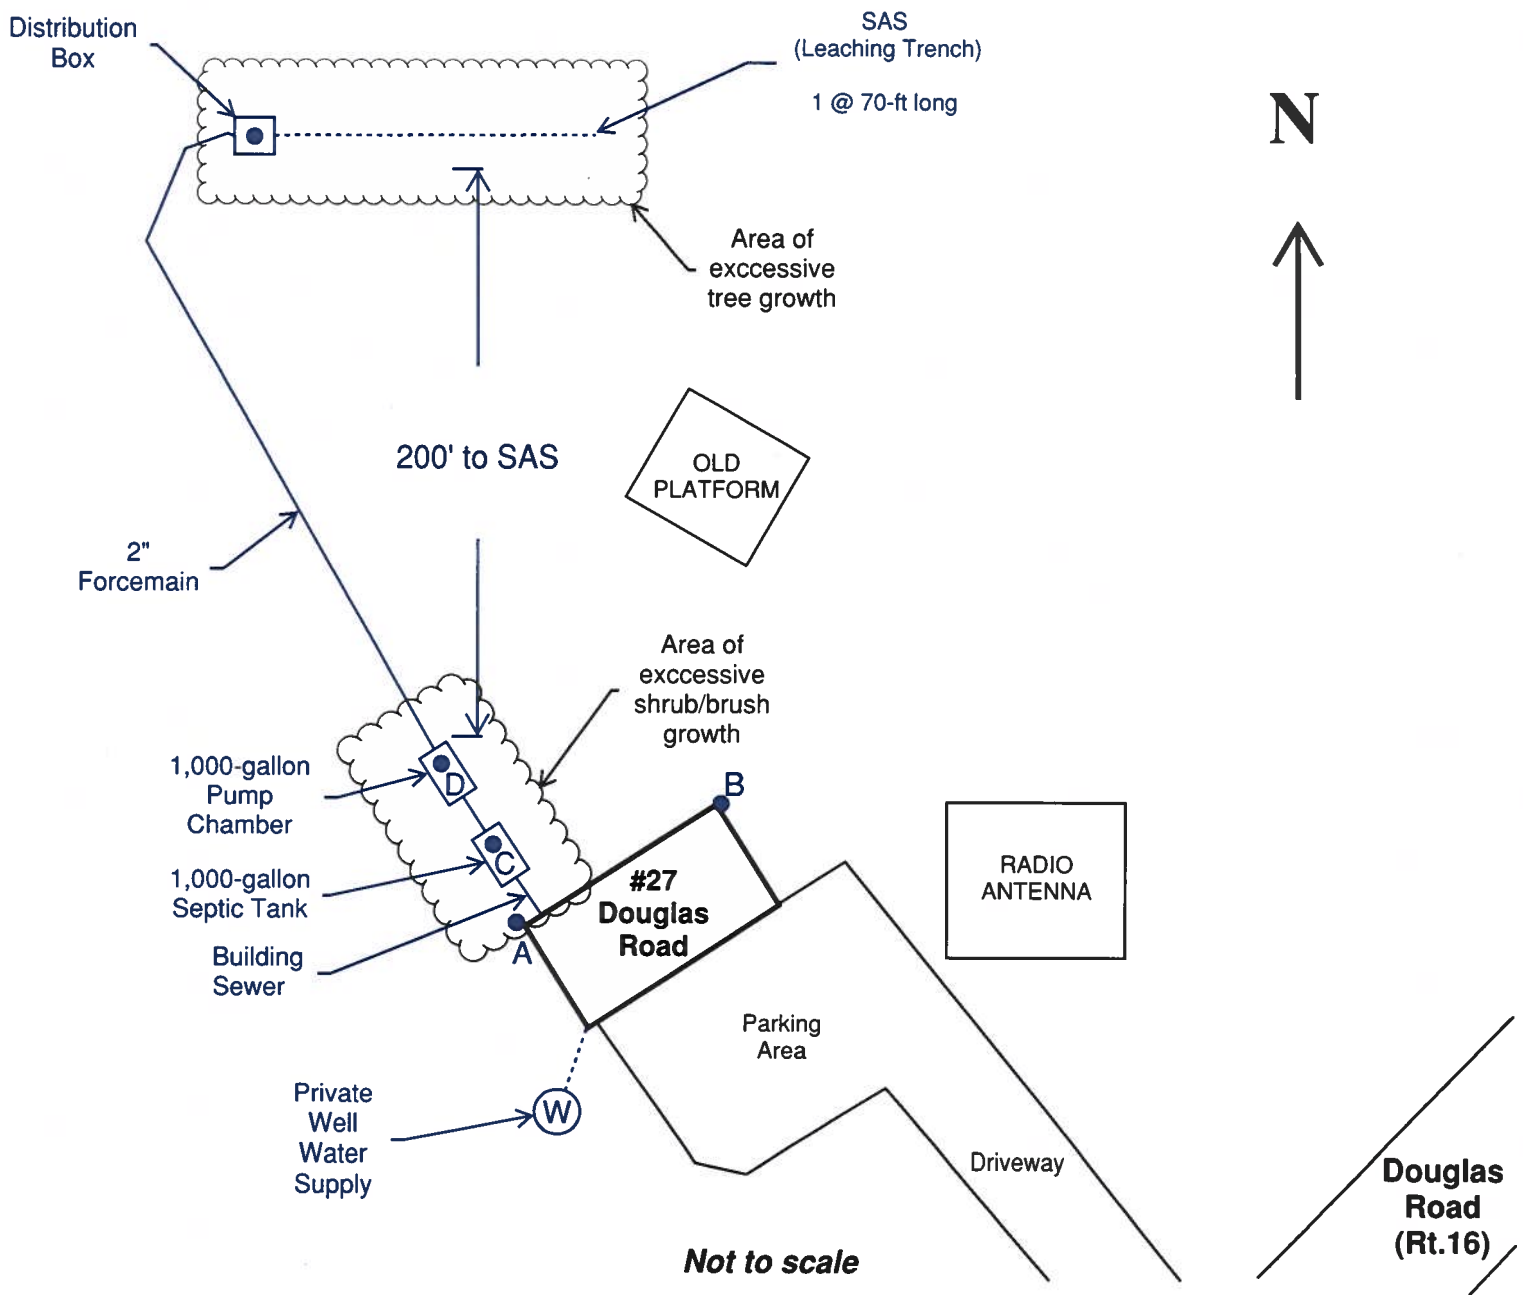 Distribution
Box
SAS
(Leaching Trench)
1 @ 70-ft long
N
Area of
exccessive
tree growth
200' to SAS
OLD
PLATFORM
2"
Forcemain
Area of
exccessive
shrub/brush
growth
1,000-gallon
Pump
Chamber
D
B
1,000-gallon
Septic Tank
C
#27
Douglas
Road
RADIO
ANTENNA
Building
Sewer
A
Parking
Area
Private
Well
Water
Supply
W
Driveway
Douglas
Road
(Rt.16)
Not to scale